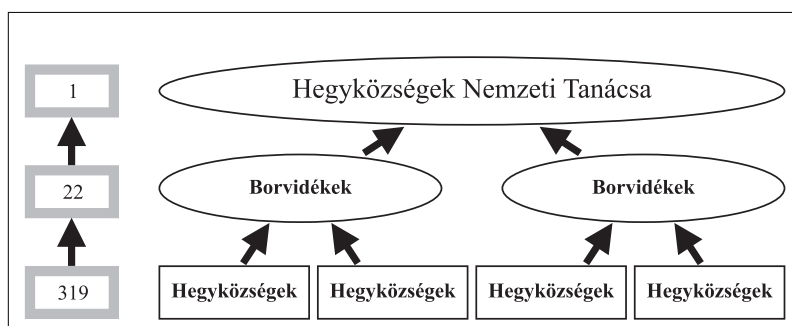 1 Hegyközségek Nemzeti Tanácsa
22 Borvidékek Borvidékek
319 Hegyközségek Hegyközségek Hegyközségek Hegyközségek